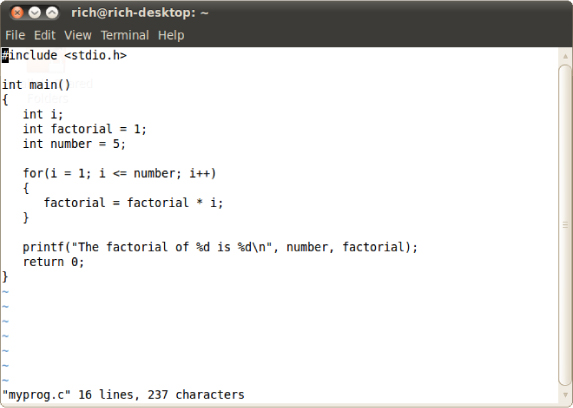 rich@rich-desktop: ~
File Edit View Terminal Help
#include <stdio.h>
int main()
{
   int i;
   int factorial = 1;
   int number = 5;
   for(i = 1; i <= number; i++)
   {
      factorial = factorial * i;
   }
   printf("The factorial of %d is %d\n", number, factorial);
   return 0;
}
~
~
~
~
~
~
~
"myprog.c" 16 lines, 237 characters